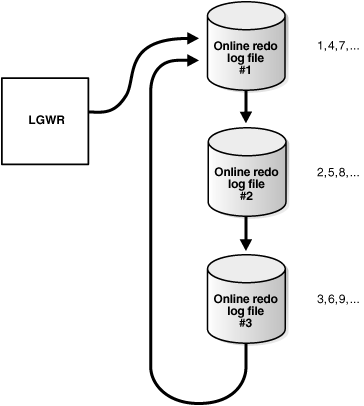 Online redo
log file
#1
1,4,7,...
LGWR
Online redo
log file
#2
2,5,8,...
Online redo
log file
#3
3,6,9,...